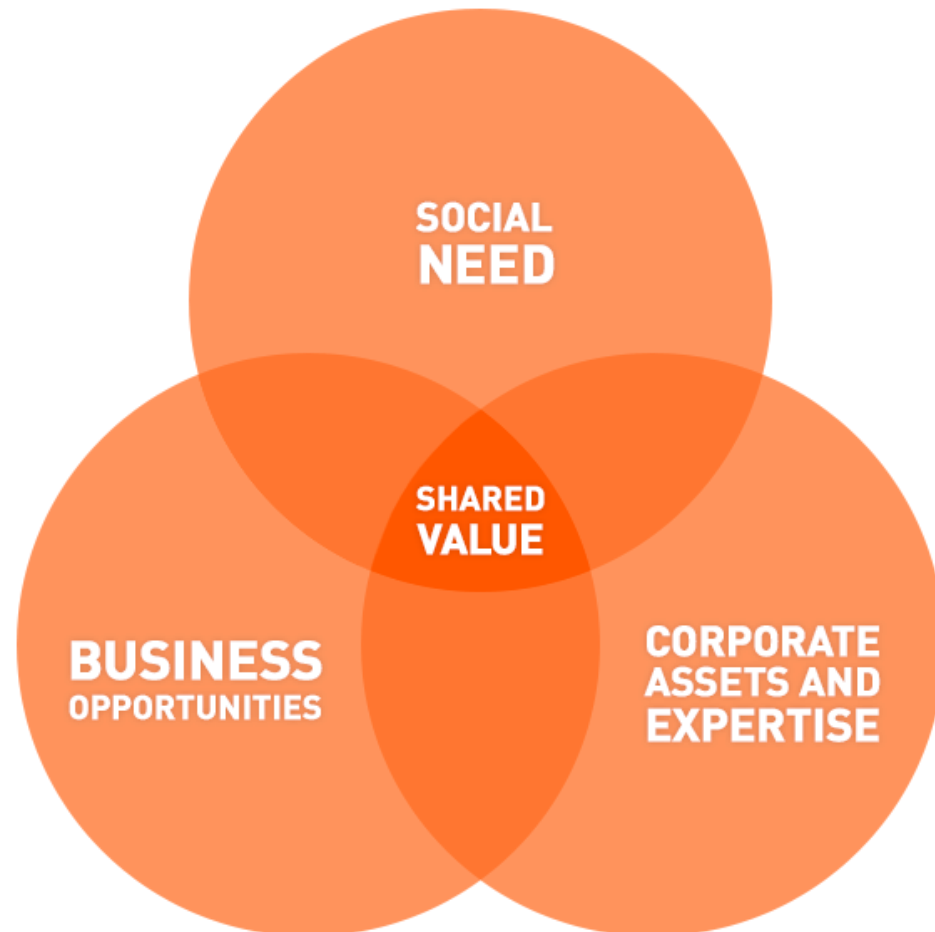 SOCIAL
NEED
SHARED
VALUE
BUSINESS
OPPORTUNITIES
CORPORATE
ASSETS AND
EXPERTISE